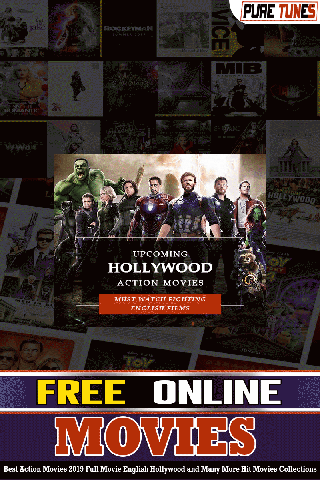 PURE TUNES
ROCKETMAN
VICE
MIB
UPCOMING
HOLLYWOOD
ACTION MOVIES
MUST WATCH FIGHTING
ENGLISH FILMS
FREE ONLINE
MOVIES
Best Action Movies 2019 Full Movie English Hollywood and Many More Hit Movies Collections